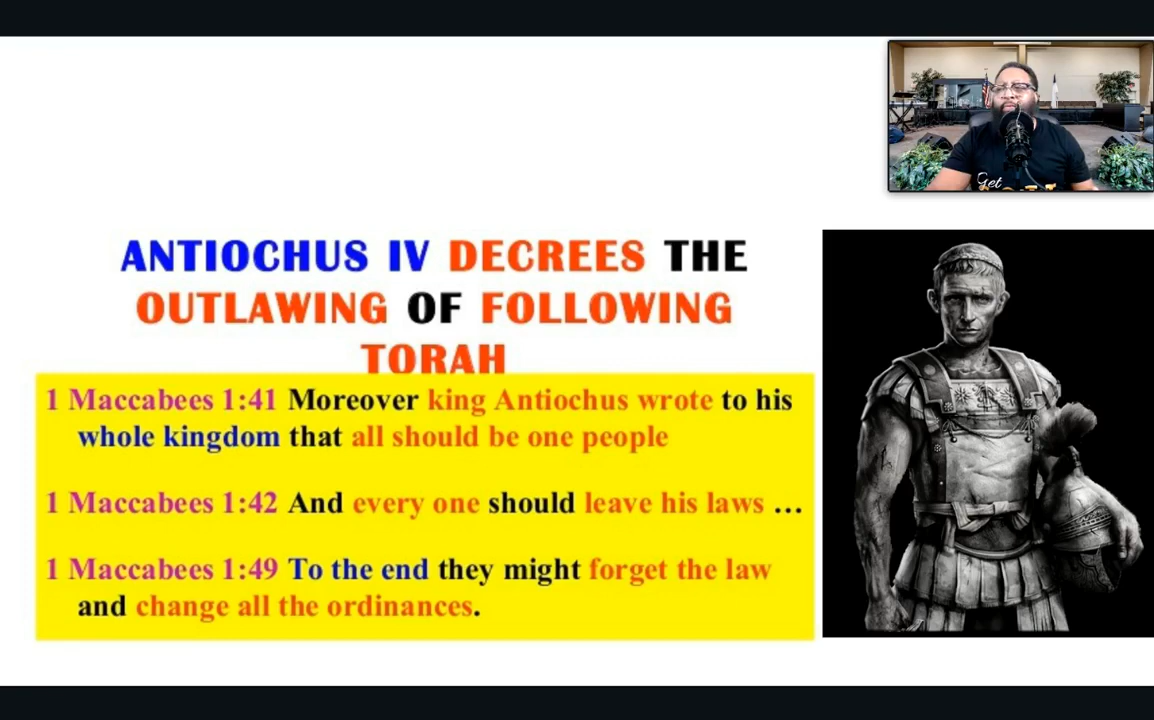 Get
ANTIOCHUS IV DECREES THE
OUTLAWING OF FOLLOWING
TORAH
1 Maccabees 1:41 Moreover king Antiochus wrote to his
whole kingdom that all should be one people
1 Maccabees 1:42 And every one should leave his laws ...
1 Maccabees 1:49 To the end they might forget the law
and change all the ordinances.